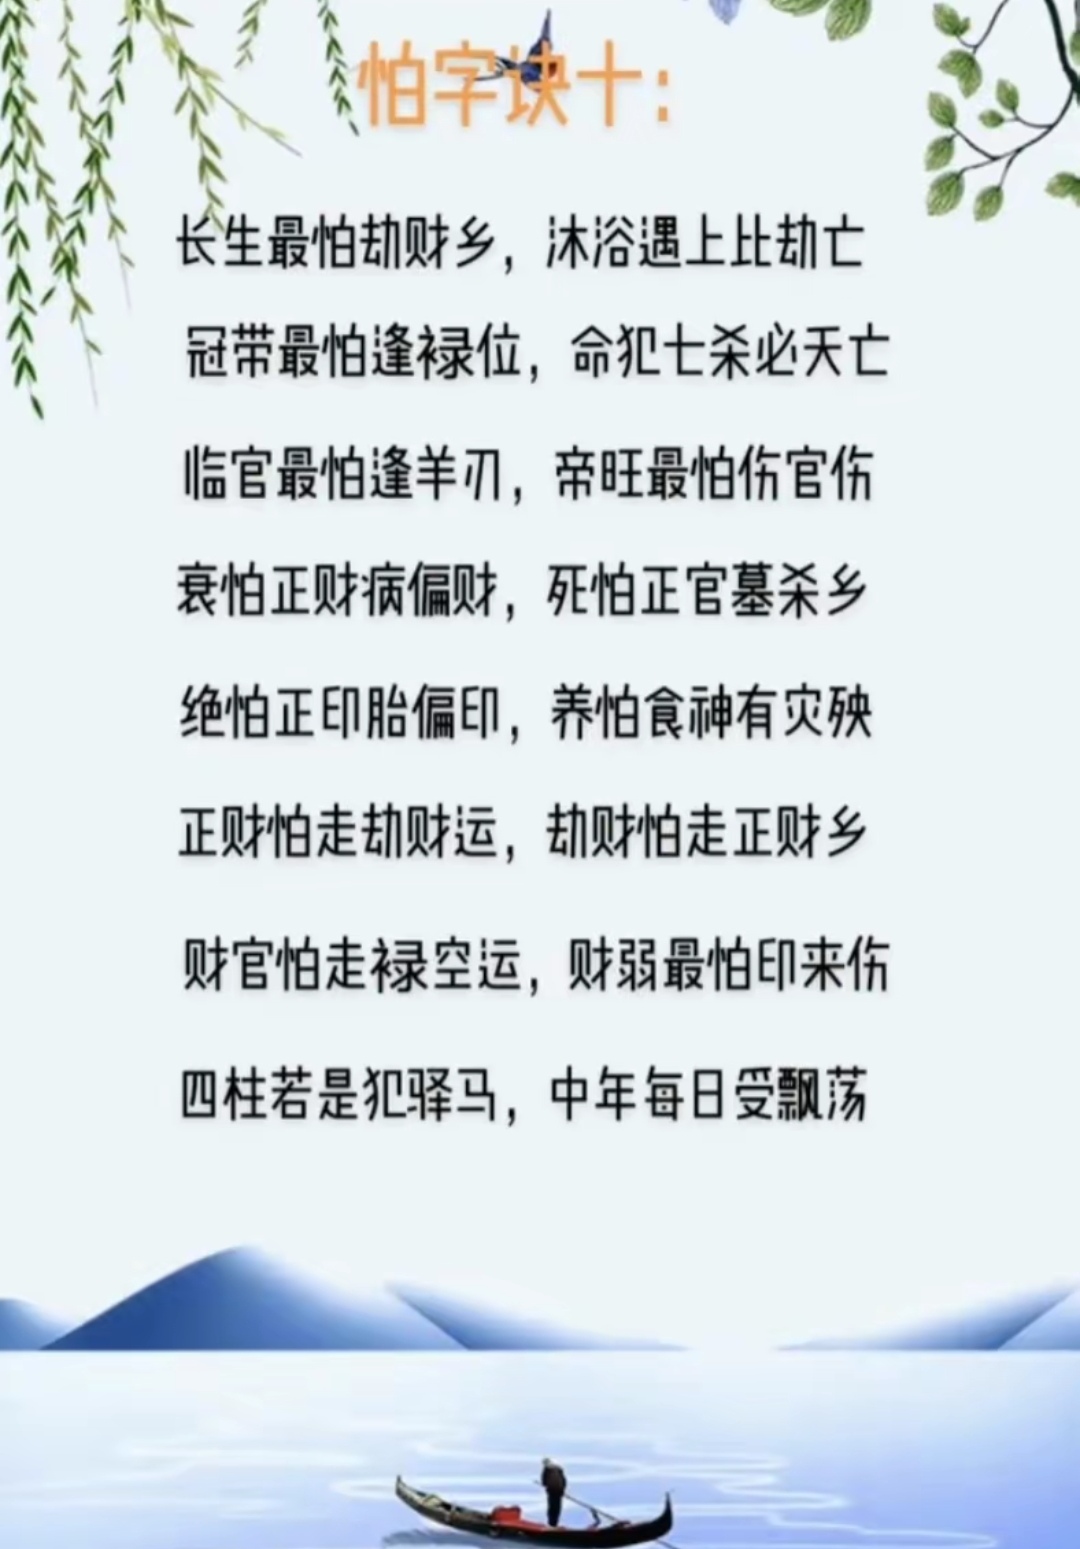 怕字诀十：
长生最怕劫财乡，沐浴遇上比劫亡
冠带最怕逢禄位，命犯七杀必夭亡
临官最怕逢羊刃，帝旺最怕伤官伤
衰怕正财病偏财，死怕正官墓杀乡
绝怕正印胎偏印，养怕食神有灾殃
正财怕走劫财运，劫财怕走正财乡
财官怕走禄空运，财弱最怕印来伤
四柱若是犯驿马，中年每日受飘荡